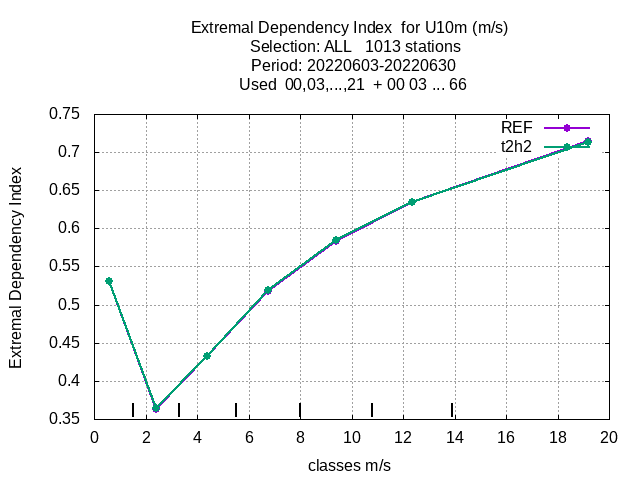 Extremal Dependency Index  for U10m (m/s)
Selection: ALL   1013 stations
Period: 20220603-20220630
Used  00,03,...,21  + 00 03 ... 66
REF
t2h2
Extremal Dependency Index
0.75
0.7
0.65
0.6
0.55
0.5
0.45
0.4
0.35
0 2 4 6 8 10 12 14 16 18 20
classes m/s